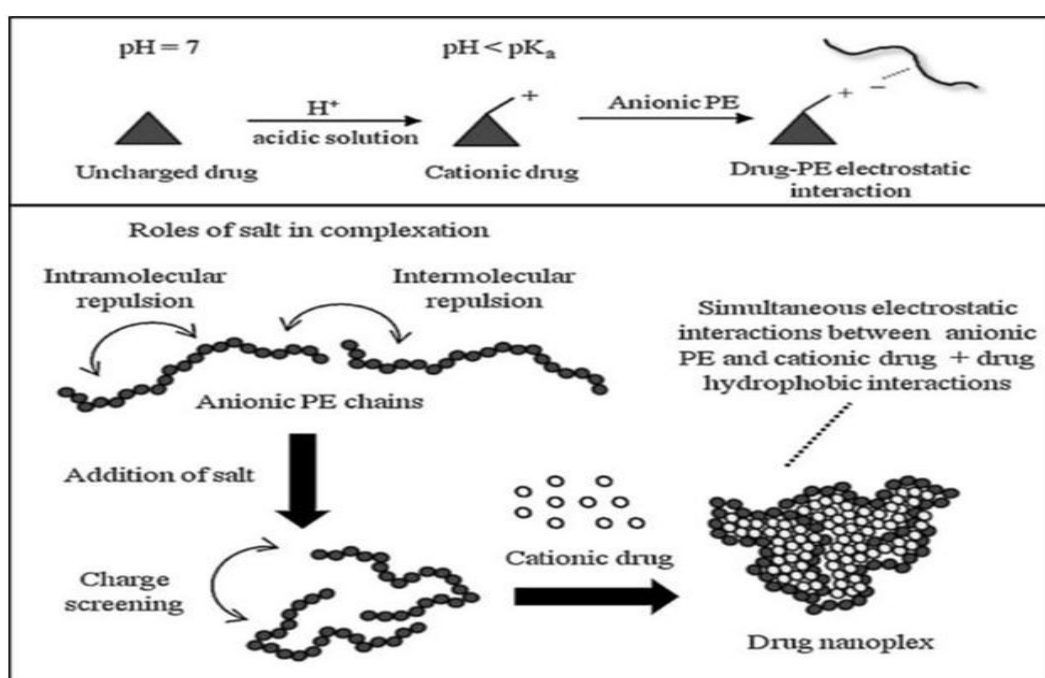 pH = 7
pH < pKa
H+
acidic solution
Anionic PE
+
+
−
Uncharged drug
Cationic drug
Drug-PE electrostatic
interaction
Roles of salt in complexation
Intramolecular
repulsion
Intermolecular
repulsion
Simultaneous electrostatic
interactions between anionic
PE and cationic drug + drug
hydrophobic interactions
Anionic PE chains
Addition of salt
Cationic drug
Charge
screening
Drug nanoplex